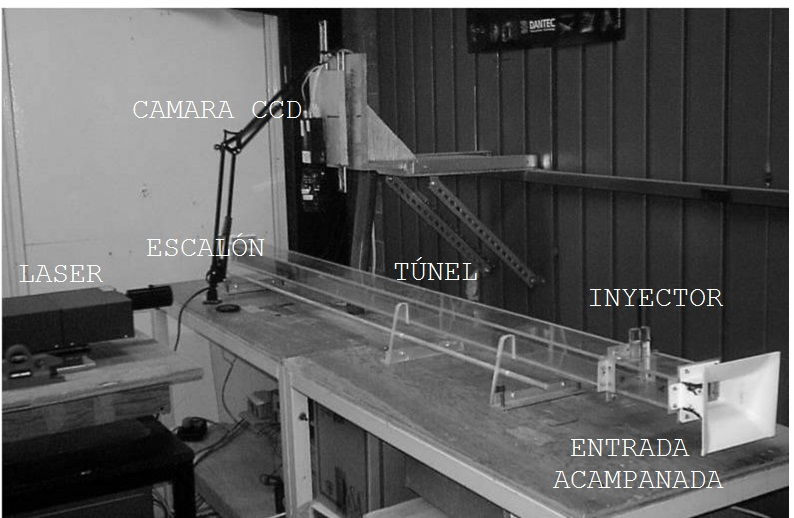 DANTEC
CAMARA CCD
ESCALÓN
LASER
TÚNEL
INYECTOR
ENTRADA
ACAMPANADA